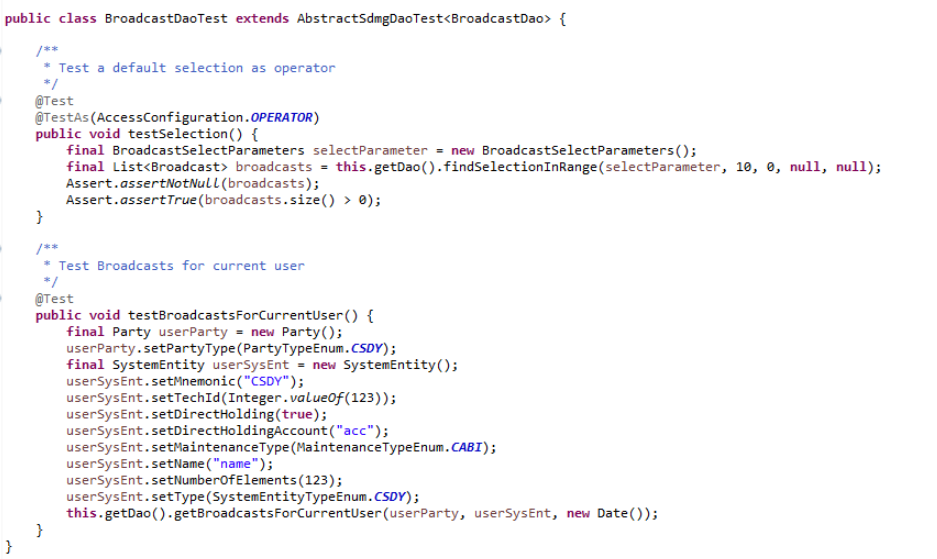 public class BroadcastDaoTest extends AbstractSdmgDaoTest<BroadcastDao> {
/**
* Test a default selection as operator
*/
@Test
@TestAs(AccessConfiguration.OPERATOR)
public void testSelection() {
final BroadcastSelectParameters selectParameter = new BroadcastSelectParameters();
final List<Broadcast> broadcasts = this.getDao().findSelectionInRange(selectParameter, 10, 0, null, null);
Assert.assertNotNull(broadcasts);
Assert.assertTrue(broadcasts.size() > 0);
}
/**
* Test Broadcasts for current user
*/
@Test
public void testBroadcastsForCurrentUser() {
final Party userParty = new Party();
userParty.setPartyType(PartyTypeEnum.CSDY);
final SystemEntity userSysEnt = new SystemEntity();
userSysEnt.setMnemonic("CSDY");
userSysEnt.setTechId(Integer.valueOf(123));
userSysEnt.setDirectHolding(true);
userSysEnt.setDirectHoldingAccount("acc");
userSysEnt.setMaintenanceType(MaintenanceTypeEnum.CABI);
userSysEnt.setName("name");
userSysEnt.setNumberOfElements(123);
userSysEnt.setType(SystemEntityTypeEnum.CSDY);
this.getDao().getBroadcastsForCurrentUser(userParty, userSysEnt, new Date());
}
}